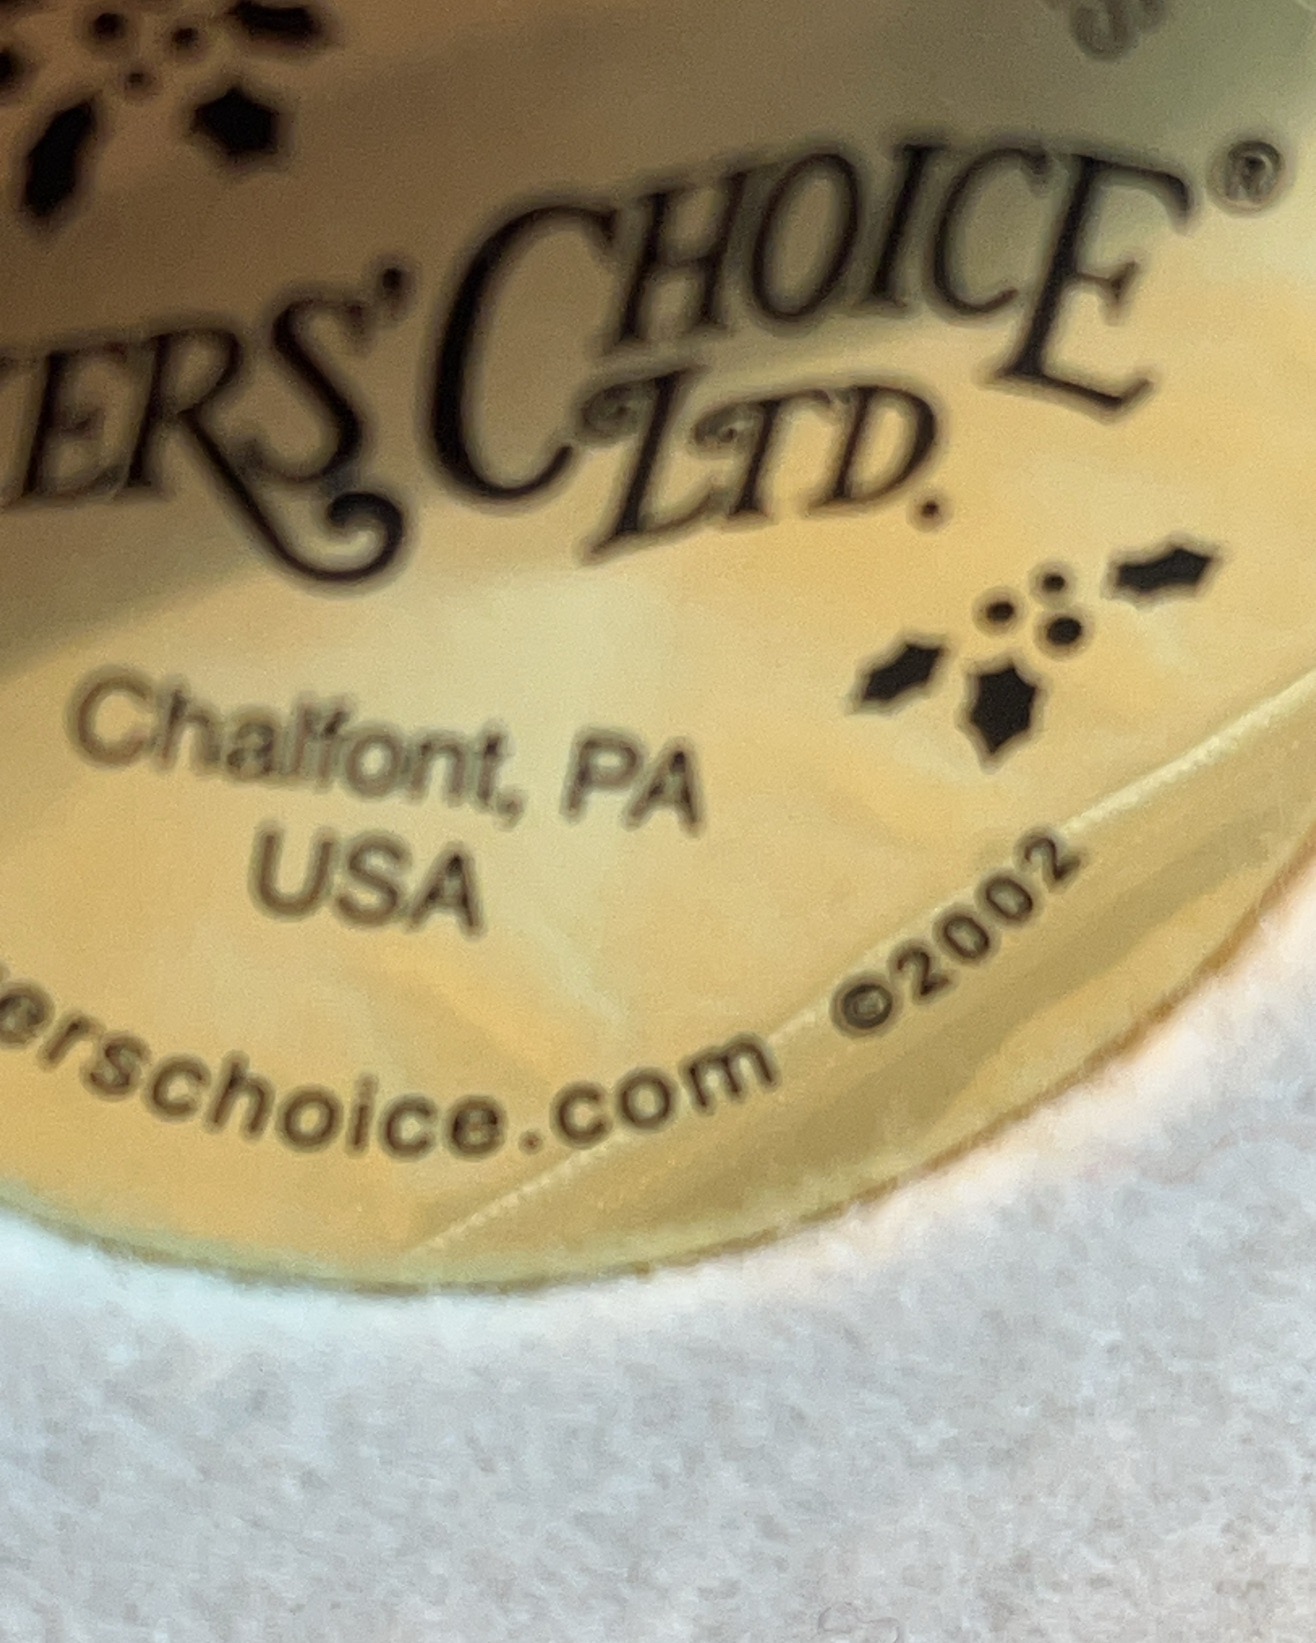 ERS' CHOICE®
LTD.
Chalfont, PA
USA
erschoice.com ©2002